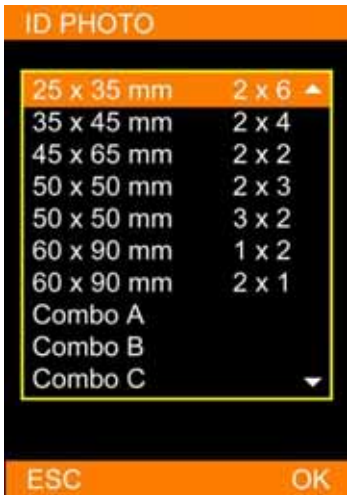 ID PHOTO
25 x 35 mm 2 x 6
35 x 45 mm 2 x 4
45 x 65 mm 2 x 2
50 x 50 mm 2 x 3
50 x 50 mm 3 x 2
60 x 90 mm 1 x 2
60 x 90 mm 2 x 1
Combo A
Combo B
Combo C
ESC OK